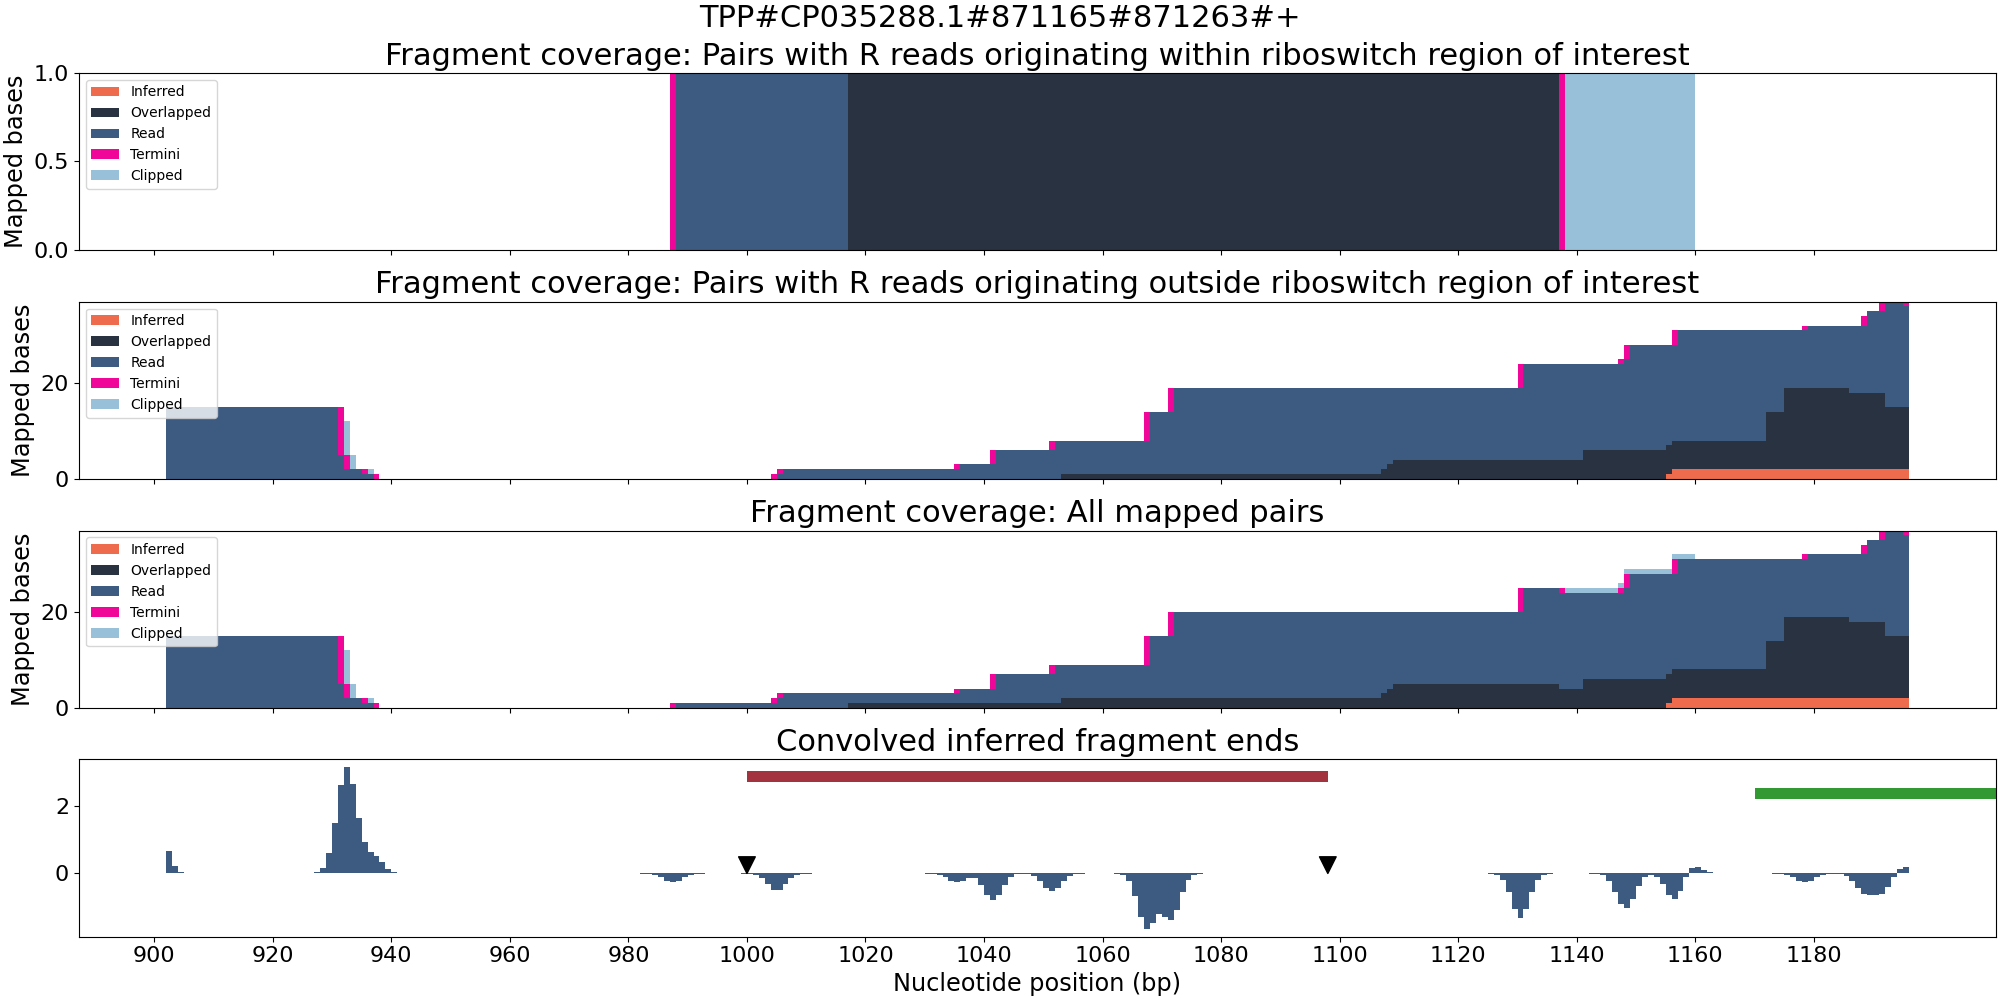 TPP#CP035288.1#871165#871263#+
Fragment coverage: Pairs with R reads originating within riboswitch region of interest
Mapped bases
1.0
0.5
0.0
Inferred
Overlapped
Read
Termini
Clipped
Fragment coverage: Pairs with R reads originating outside riboswitch region of interest
Mapped bases
20
0
Inferred
Overlapped
Read
Termini
Clipped
Fragment coverage: All mapped pairs
Mapped bases
20
0
Inferred
Overlapped
Read
Termini
Clipped
Convolved inferred fragment ends
2
0
900 920 940 960 980 1000 1020 1040 1060 1080 1100 1120 1140 1160 1180
Nucleotide position (bp)